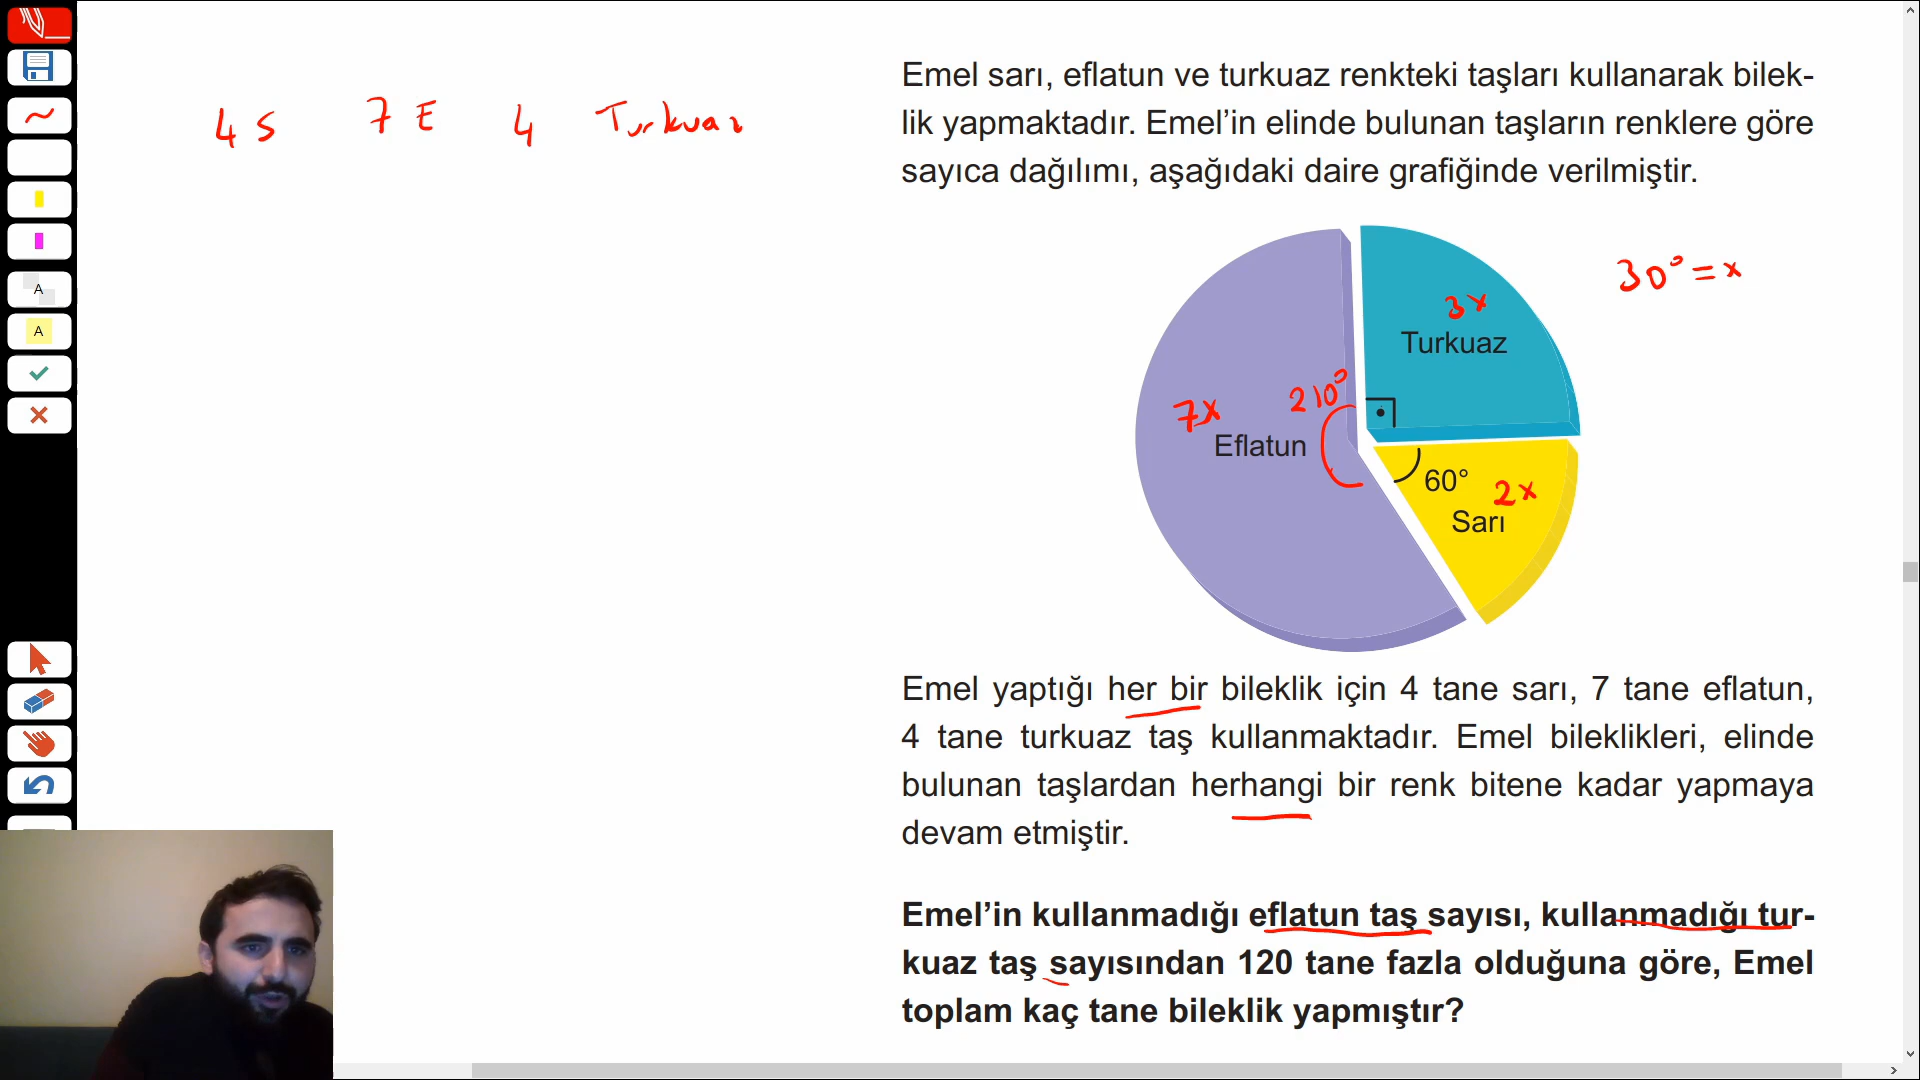 4 S 7 E 4 Turkuaz
Emel sarı, eflatun ve turkuaz renkteki taşları kullanarak bilek-
lik yapmaktadır. Emel’in elinde bulunan taşların renklere göre
sayıca dağılımı, aşağıdaki daire grafiğinde verilmiştir.
30° = x
3x
Turkuaz
210°
7x
Eflatun
60°
2x
Sarı
Emel yaptığı her bir bileklik için 4 tane sarı, 7 tane eflatun,
4 tane turkuaz taş kullanmaktadır. Emel bileklikleri, elinde
bulunan taşlardan herhangi bir renk bitene kadar yapmaya
devam etmiştir.
Emel’in kullanmadığı eflatun taş sayısı, kullanmadığı tur-
kuaz taş sayısından 120 tane fazla olduğuna göre, Emel
toplam kaç tane bileklik yapmıştır?
A
A